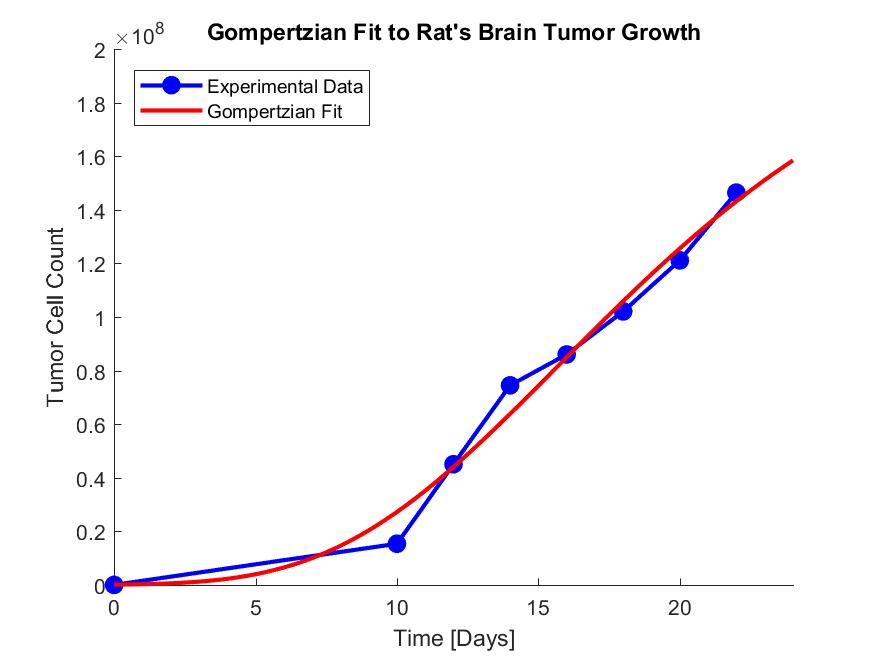 Gompertzian Fit to Rat's Brain Tumor Growth
×10⁸
Experimental Data
Gompertzian Fit
2
1.8
1.6
1.4
1.2
1
0.8
0.6
0.4
0.2
0
Tumor Cell Count
0 5 10 15 20
Time [Days]